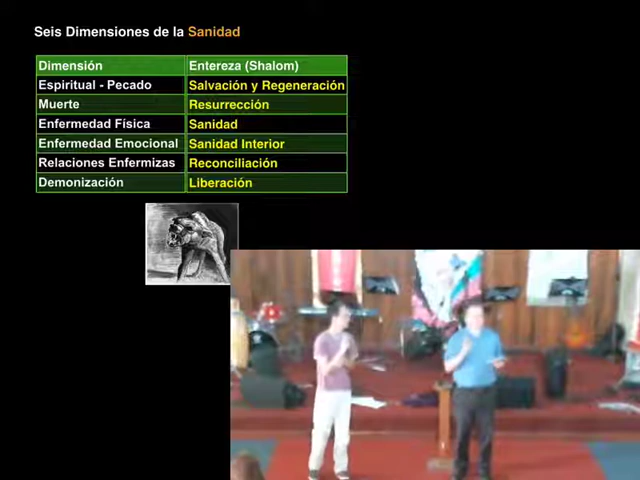 Seis Dimensiones de la Sanidad
Dimensión Entereza (Shalom)
Espiritual - Pecado Salvación y Regeneración
Muerte Resurrección
Enfermedad Física Sanidad
Enfermedad Emocional Sanidad Interior
Relaciones Enfermizas Reconciliación
Demonización Liberación